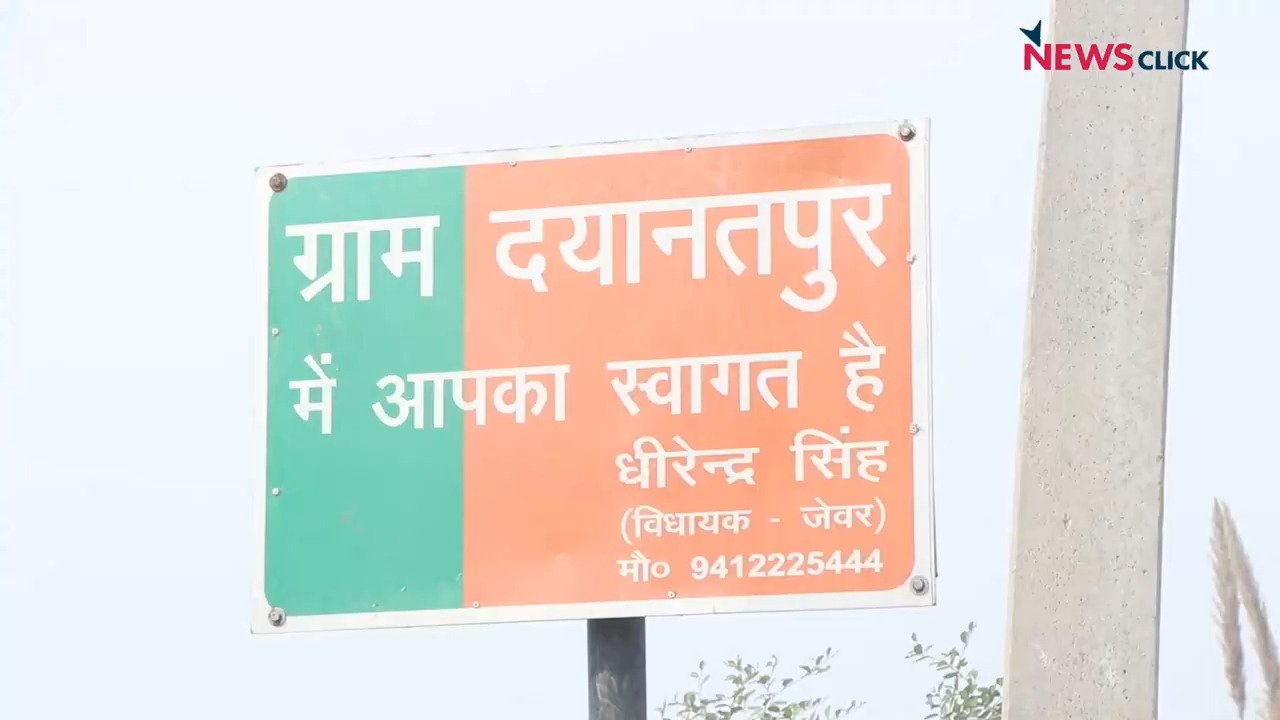 NEWSCLICK
ग्राम दयानतपुर
में आपका स्वागत है
धीरेन्द्र सिंह
(विधायक - जेवर)
मौ० 9412225444